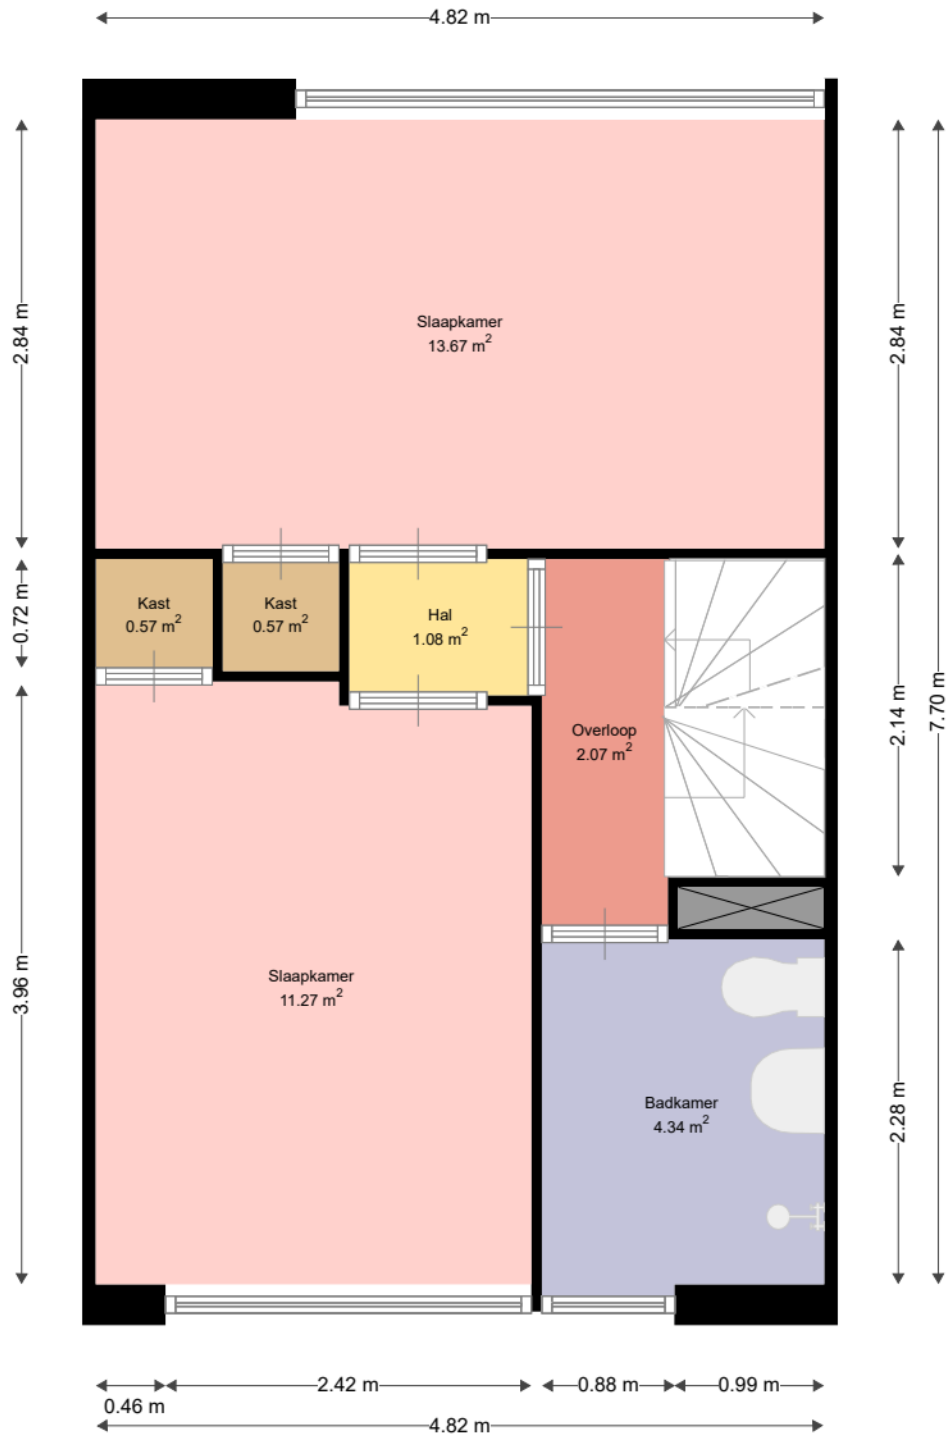 4.82 m
2.84 m
Slaapkamer
13.67 m²
2.84 m
0.72 m
Kast
0.57 m²
Kast
0.57 m²
Hal
1.08 m²
Overloop
2.07 m²
2.14 m
7.70 m
3.96 m
Slaapkamer
11.27 m²
Badkamer
4.34 m²
2.28 m
0.46 m
2.42 m
0.88 m
0.99 m
4.82 m